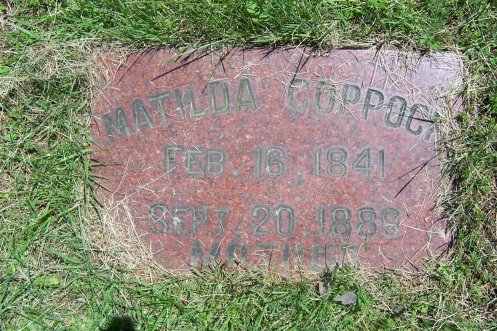 MATILDA COPPOCK
FEB. 16. 1841
SEPT. 20 1889
MOTHER